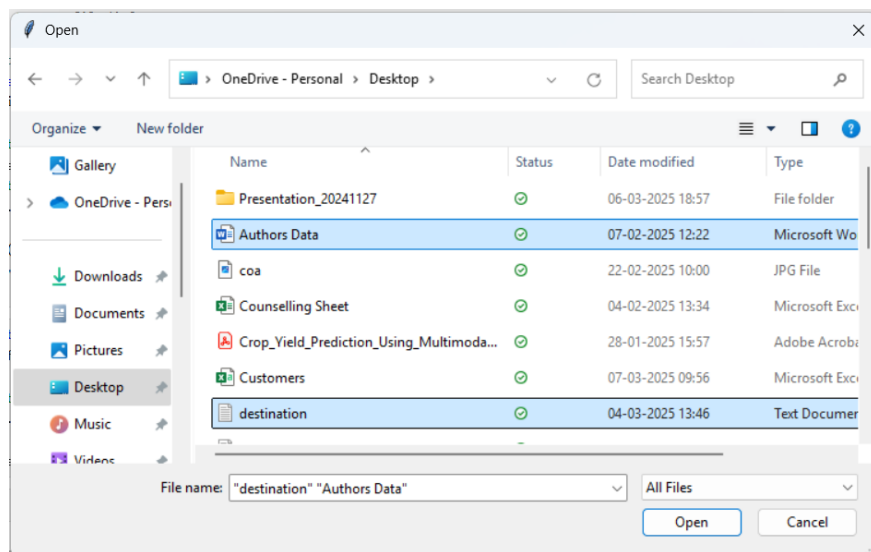 Open
OneDrive - Personal > Desktop >
Search Desktop
Organize
New folder
Name Status Date modified Type
Gallery
OneDrive - Pers
Downloads
Documents
Pictures
Desktop
Music
Videos
Presentation_20241127 06-03-2025 18:57 File folder
Authors Data 07-02-2025 12:22 Microsoft Wo
coa 22-02-2025 10:00 JPG File
Counselling Sheet 04-02-2025 13:34 Microsoft Exc
Crop_Yield_Prediction_Using_Multimoda... 28-01-2025 15:57 Adobe Acroba
Customers 07-03-2025 09:56 Microsoft Exc
destination 04-03-2025 13:46 Text Documer
File name: "destination" "Authors Data"
All Files
Open
Cancel